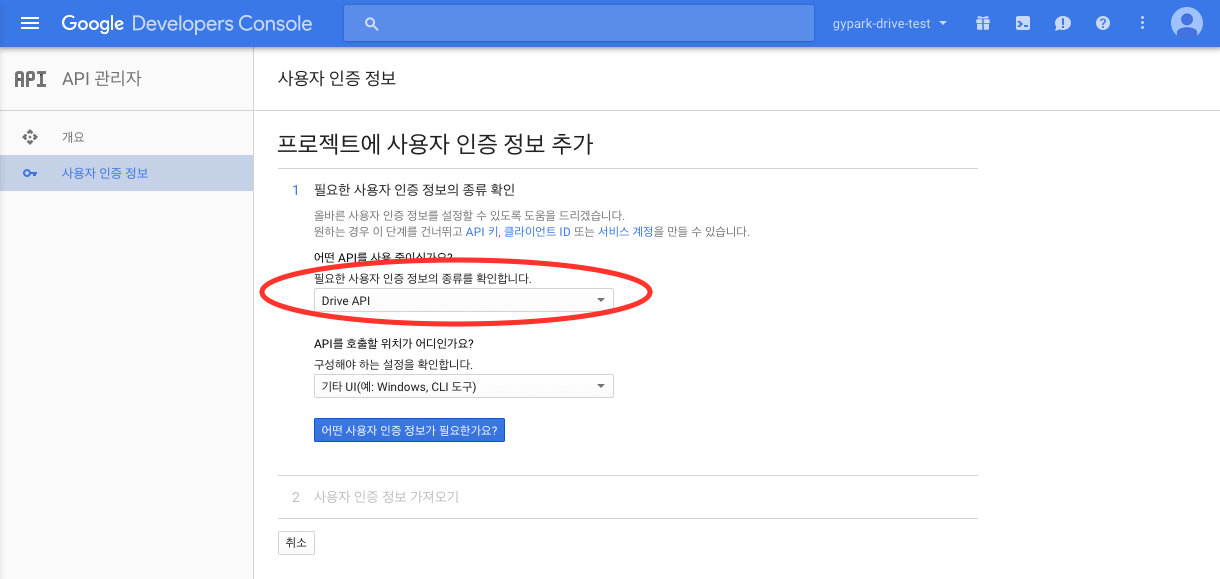 Google Developers Console
gypark-drive-test
API API 관리자
개요
사용자 인증 정보
사용자 인증 정보
프로젝트에 사용자 인증 정보 추가
1 필요한 사용자 인증 정보의 종류 확인
올바른 사용자 인증 정보를 설정할 수 있도록 도움을 드리겠습니다.
원하는 경우 이 단계를 건너뛰고 API 키, 클라이언트 ID 또는 서비스 계정을 만들 수 있습니다.
어떤 API를 사용 중이신가요?
필요한 사용자 인증 정보의 종류를 확인합니다.
Drive API
API를 호출할 위치가 어디인가요?
구성해야 하는 설정을 확인합니다.
기타 UI(예: Windows, CLI 도구)
어떤 사용자 인증 정보가 필요한가요?
2 사용자 인증 정보 가져오기
취소